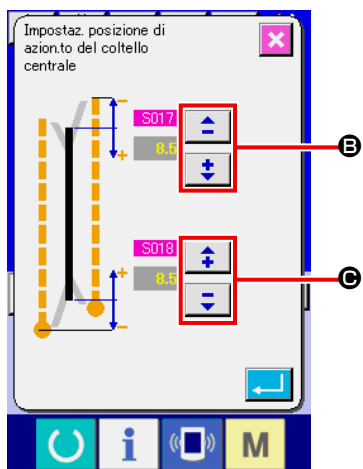 Impostaz. posizione di
azion.to del coltello
centrale
S017
8.5
B
S018
8.5
C
M